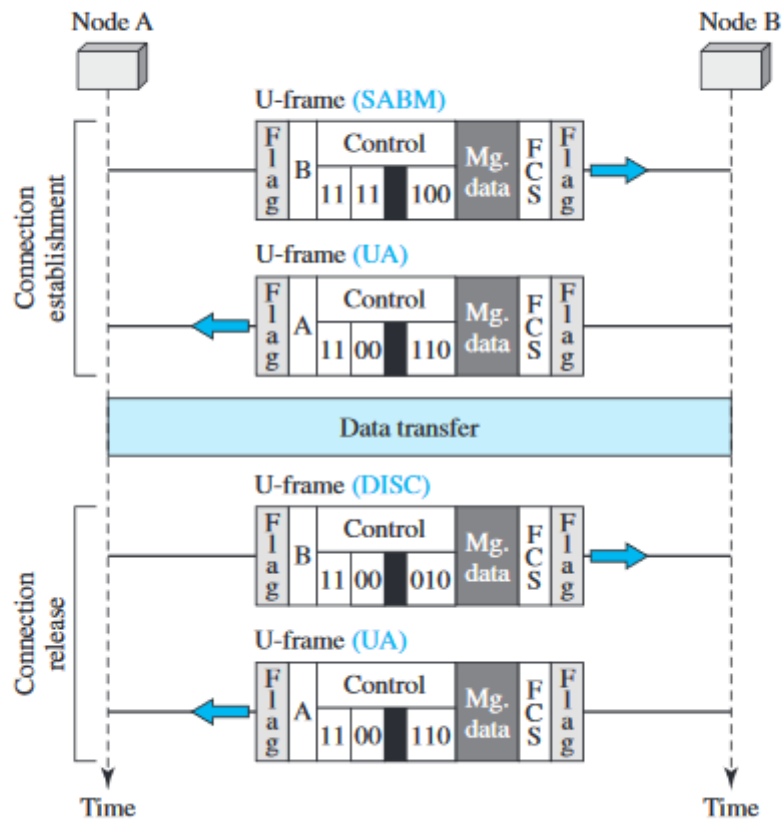 Node A
Node B
U-frame (SABM)
Flag
B
Control
11 11 100
Mg.
data
FCS
Flag
Connection
establishment
U-frame (UA)
Flag
A
Control
11 00 110
Mg.
data
FCS
Flag
Data transfer
U-frame (DISC)
Flag
B
Control
11 00 010
Mg.
data
FCS
Flag
Connection
release
U-frame (UA)
Flag
A
Control
11 00 110
Mg.
data
FCS
Flag
Time
Time